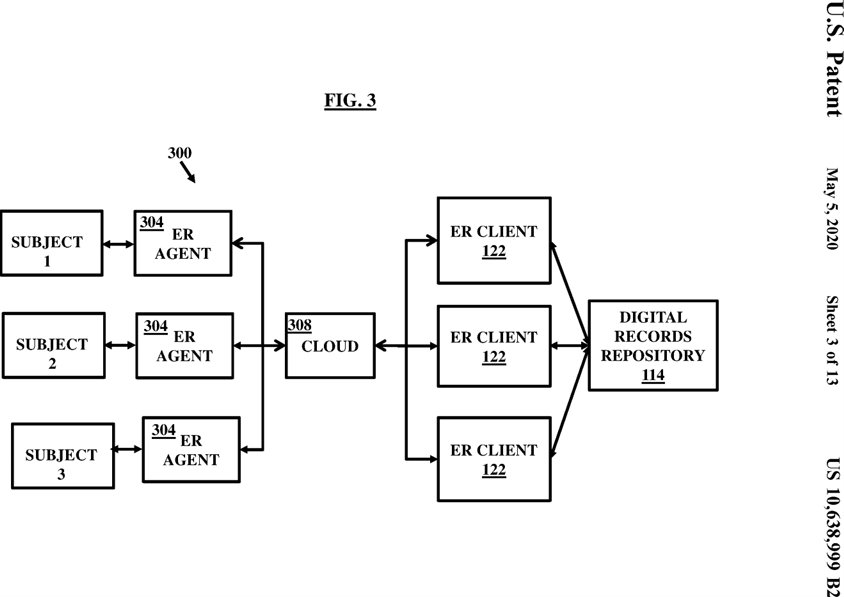 U.S. Patent
May 5, 2020
Sheet 3 of 13
US 10,638,999 B2
FIG. 3
300
SUBJECT
1
304
ER
AGENT
SUBJECT
2
304
ER
AGENT
SUBJECT
3
304
ER
AGENT
308
CLOUD
ER CLIENT
122
ER CLIENT
122
ER CLIENT
122
DIGITAL
RECORDS
REPOSITORY
114